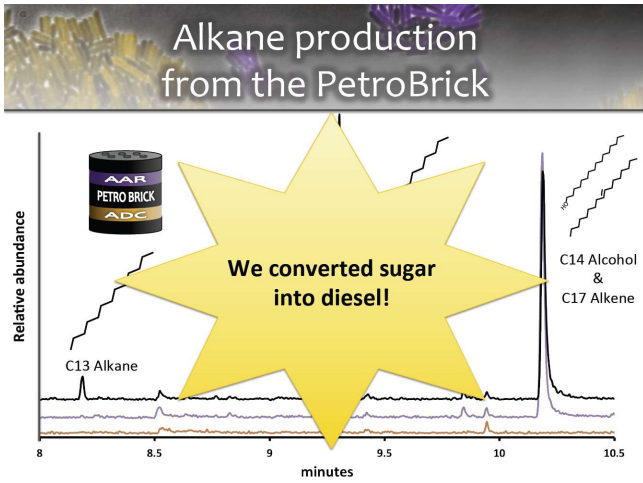 G
Alkane production
from the PetroBrick
AAR
PETRO BRICK
ADC
We converted sugar
into diesel!
HO
C14 Alcohol
&
C17 Alkene
C13 Alkane
Relative abundance
8
8.5
9
9.5
10
10.5
minutes